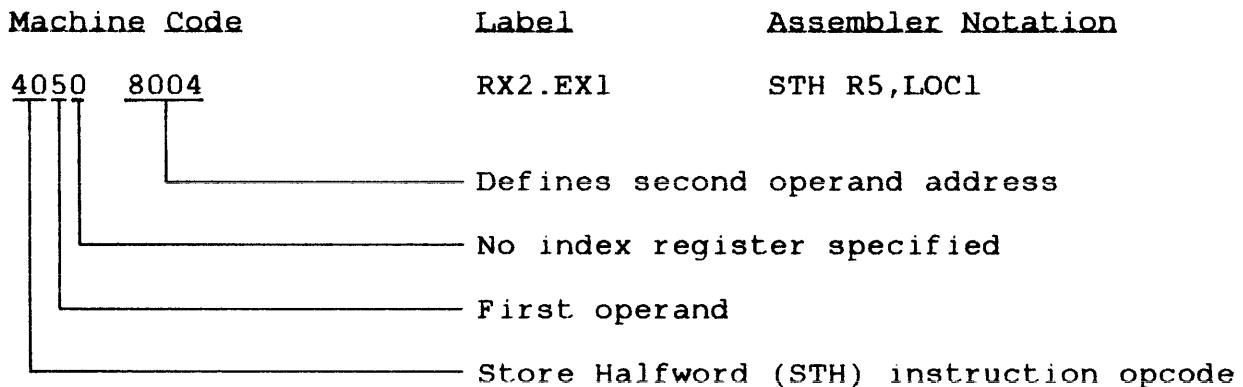 Machine Code Label Assembler Notation
4050 8004 RX2.EX1 STH R5,LOC1
Defines second operand address
No index register specified
First operand
Store Halfword (STH) instruction opcode